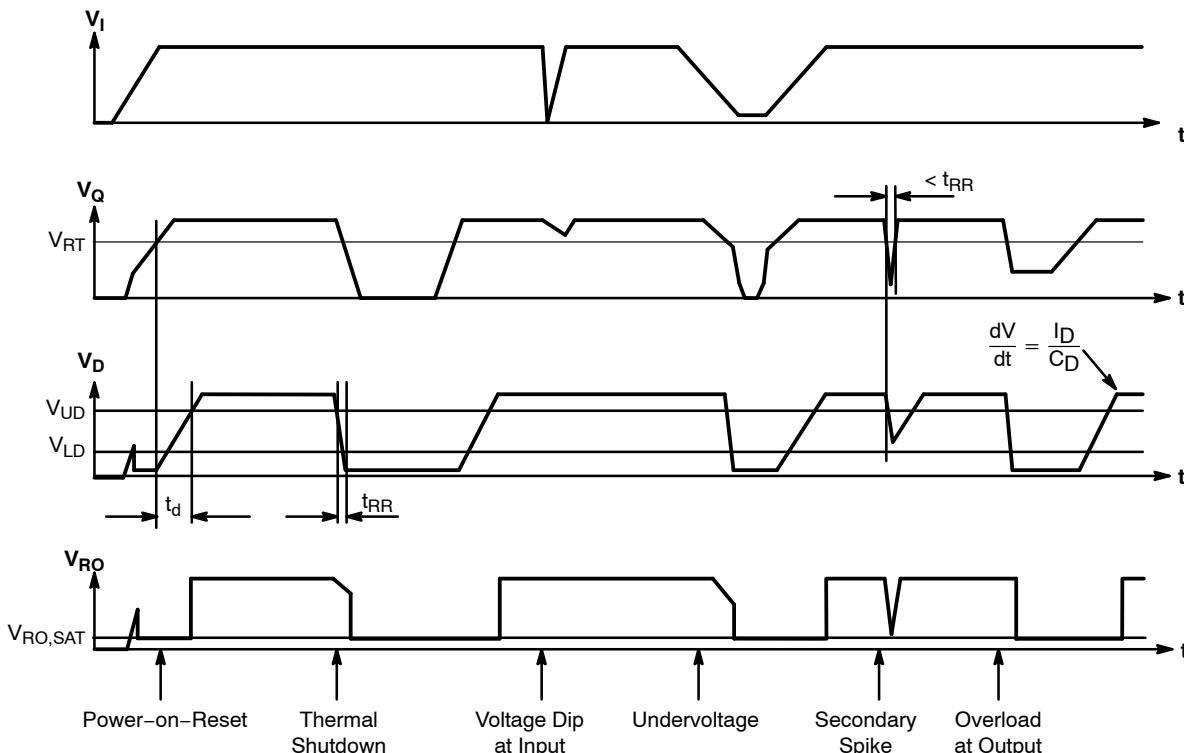 V_I
t
V_Q
< t_RR
V_RT
t
V_D
dV/dt = I_D/C_D
V_UD
V_LD
t
t_d
t_RR
V_RO
V_RO,SAT
t
Power−on−Reset
Thermal
Shutdown
Voltage Dip
at Input
Undervoltage
Secondary
Spike
Overload
at Output